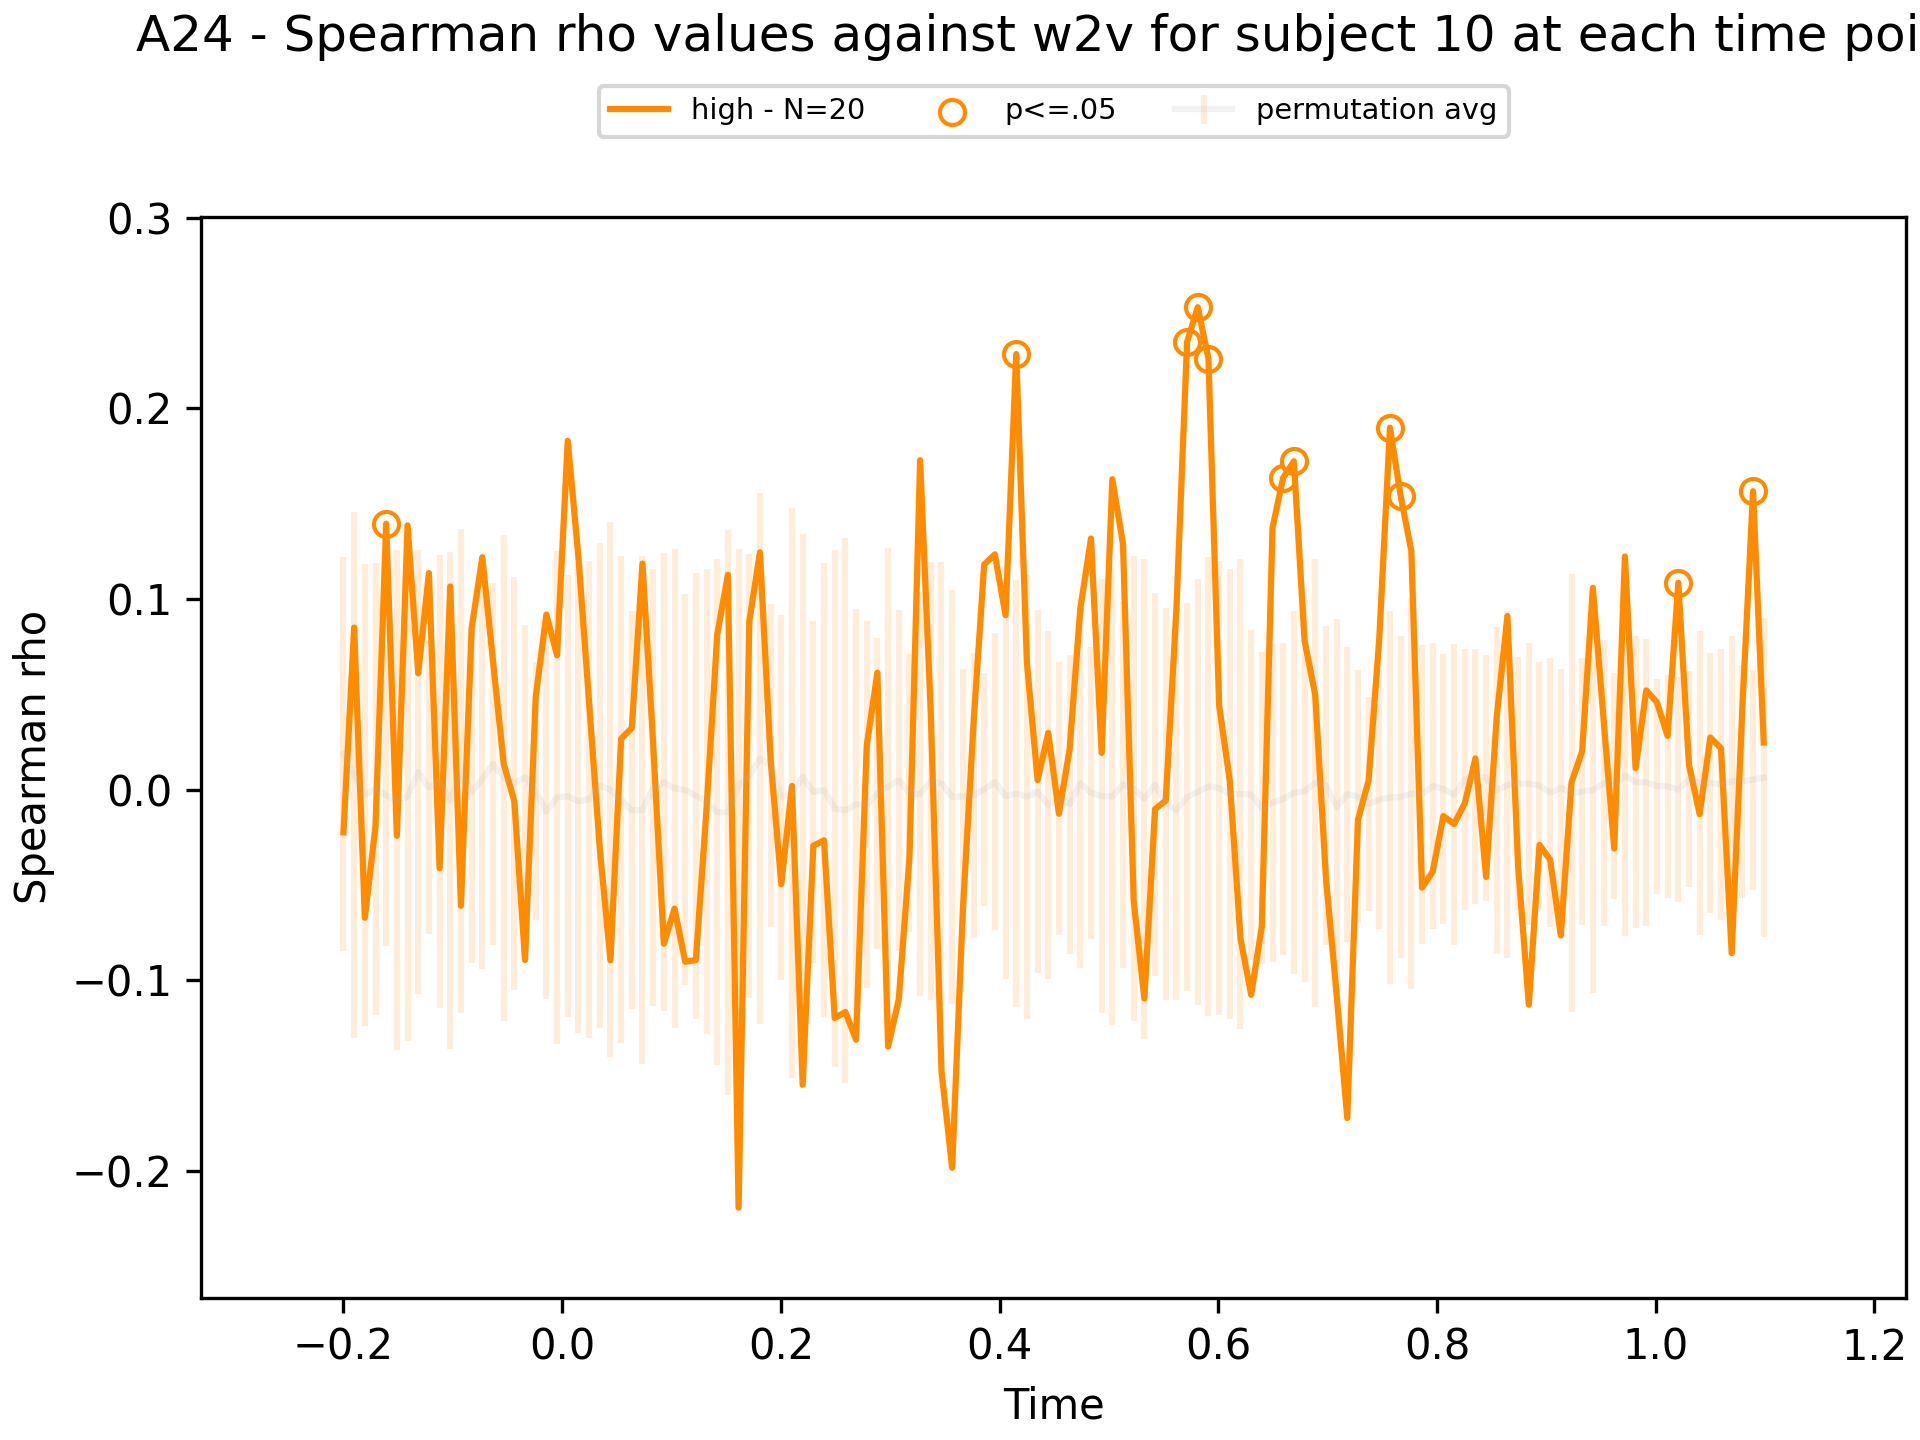 A24 - Spearman rho values against w2v for subject 10 at each time poi
high - N=20 p<=.05 permutation avg
0.3
0.2
0.1
0.0
−0.1
−0.2
Spearman rho
−0.2 0.0 0.2 0.4 0.6 0.8 1.0 1.2
Time